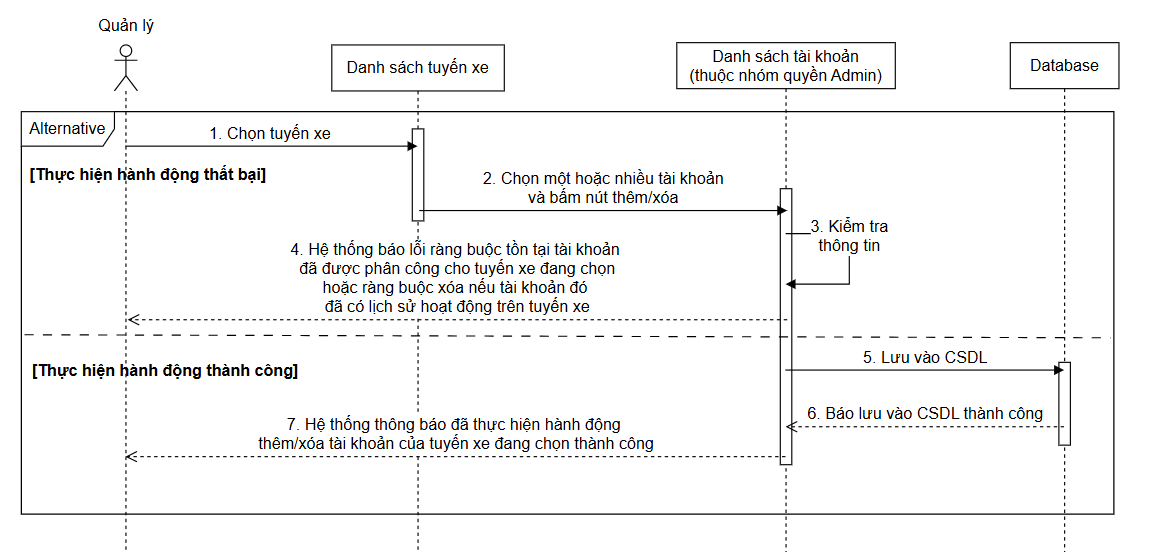 Quản lý
Danh sách tuyến xe
Danh sách tài khoản
(thuộc nhóm quyền Admin)
Database
Alternative
1. Chọn tuyến xe
[Thực hiện hành động thất bại]
2. Chọn một hoặc nhiều tài khoản
và bấm nút thêm/xóa
3. Kiểm tra
thông tin
4. Hệ thống báo lỗi ràng buộc tồn tại tài khoản
đã được phân công cho tuyến xe đang chọn
hoặc ràng buộc xóa nếu tài khoản đó
đã có lịch sử hoạt động trên tuyến xe
[Thực hiện hành động thành công]
5. Lưu vào CSDL
6. Báo lưu vào CSDL thành công
7. Hệ thống thông báo đã thực hiện hành động
thêm/xóa tài khoản của tuyến xe đang chọn thành công